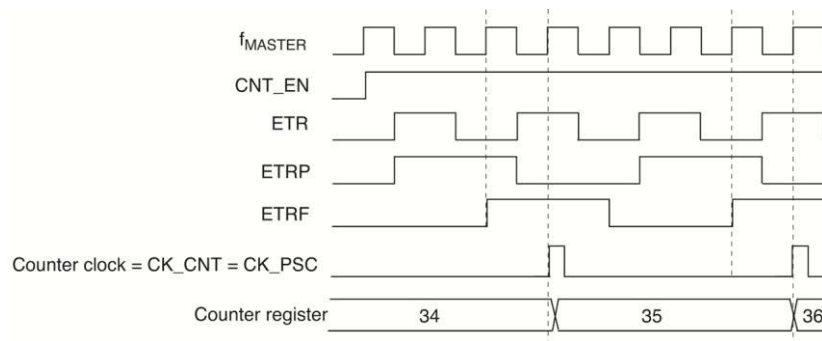 fMASTER
CNT_EN
ETR
ETRP
ETRF
Counter clock = CK_CNT = CK_PSC
Counter register 34 35 36